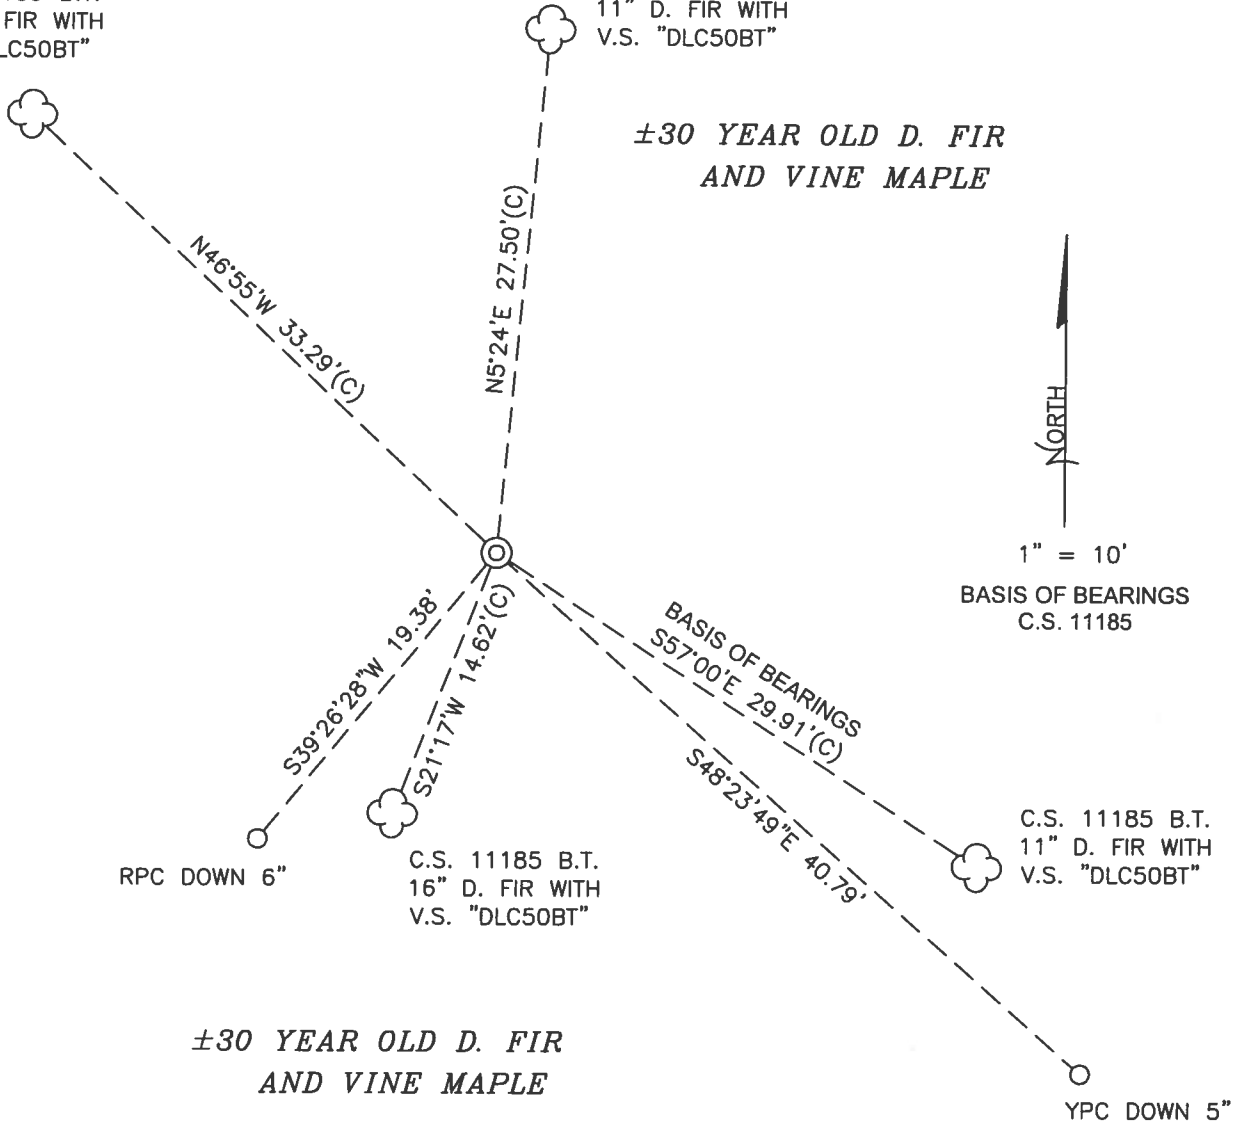 FIR WITH
11" D. FIR WITH
V.S. "DLC50BT"
±30 YEAR OLD D. FIR
AND VINE MAPLE
N46°55'W 33.29'(C)
N5°24'E 27.50'(C)
NORTH
1" = 10'
BASIS OF BEARINGS
C.S. 11185
S39°26'28"W 19.38'
S21°17'W 14.62'(C)
BASIS OF BEARINGS
S57°00'E 29.91'(C)
S48°23'49"E 40.79'
RPC DOWN 6"
C.S. 11185 B.T.
16" D. FIR WITH
V.S. "DLC50BT"
C.S. 11185 B.T.
11" D. FIR WITH
V.S. "DLC50BT"
±30 YEAR OLD D. FIR
AND VINE MAPLE
YPC DOWN 5"